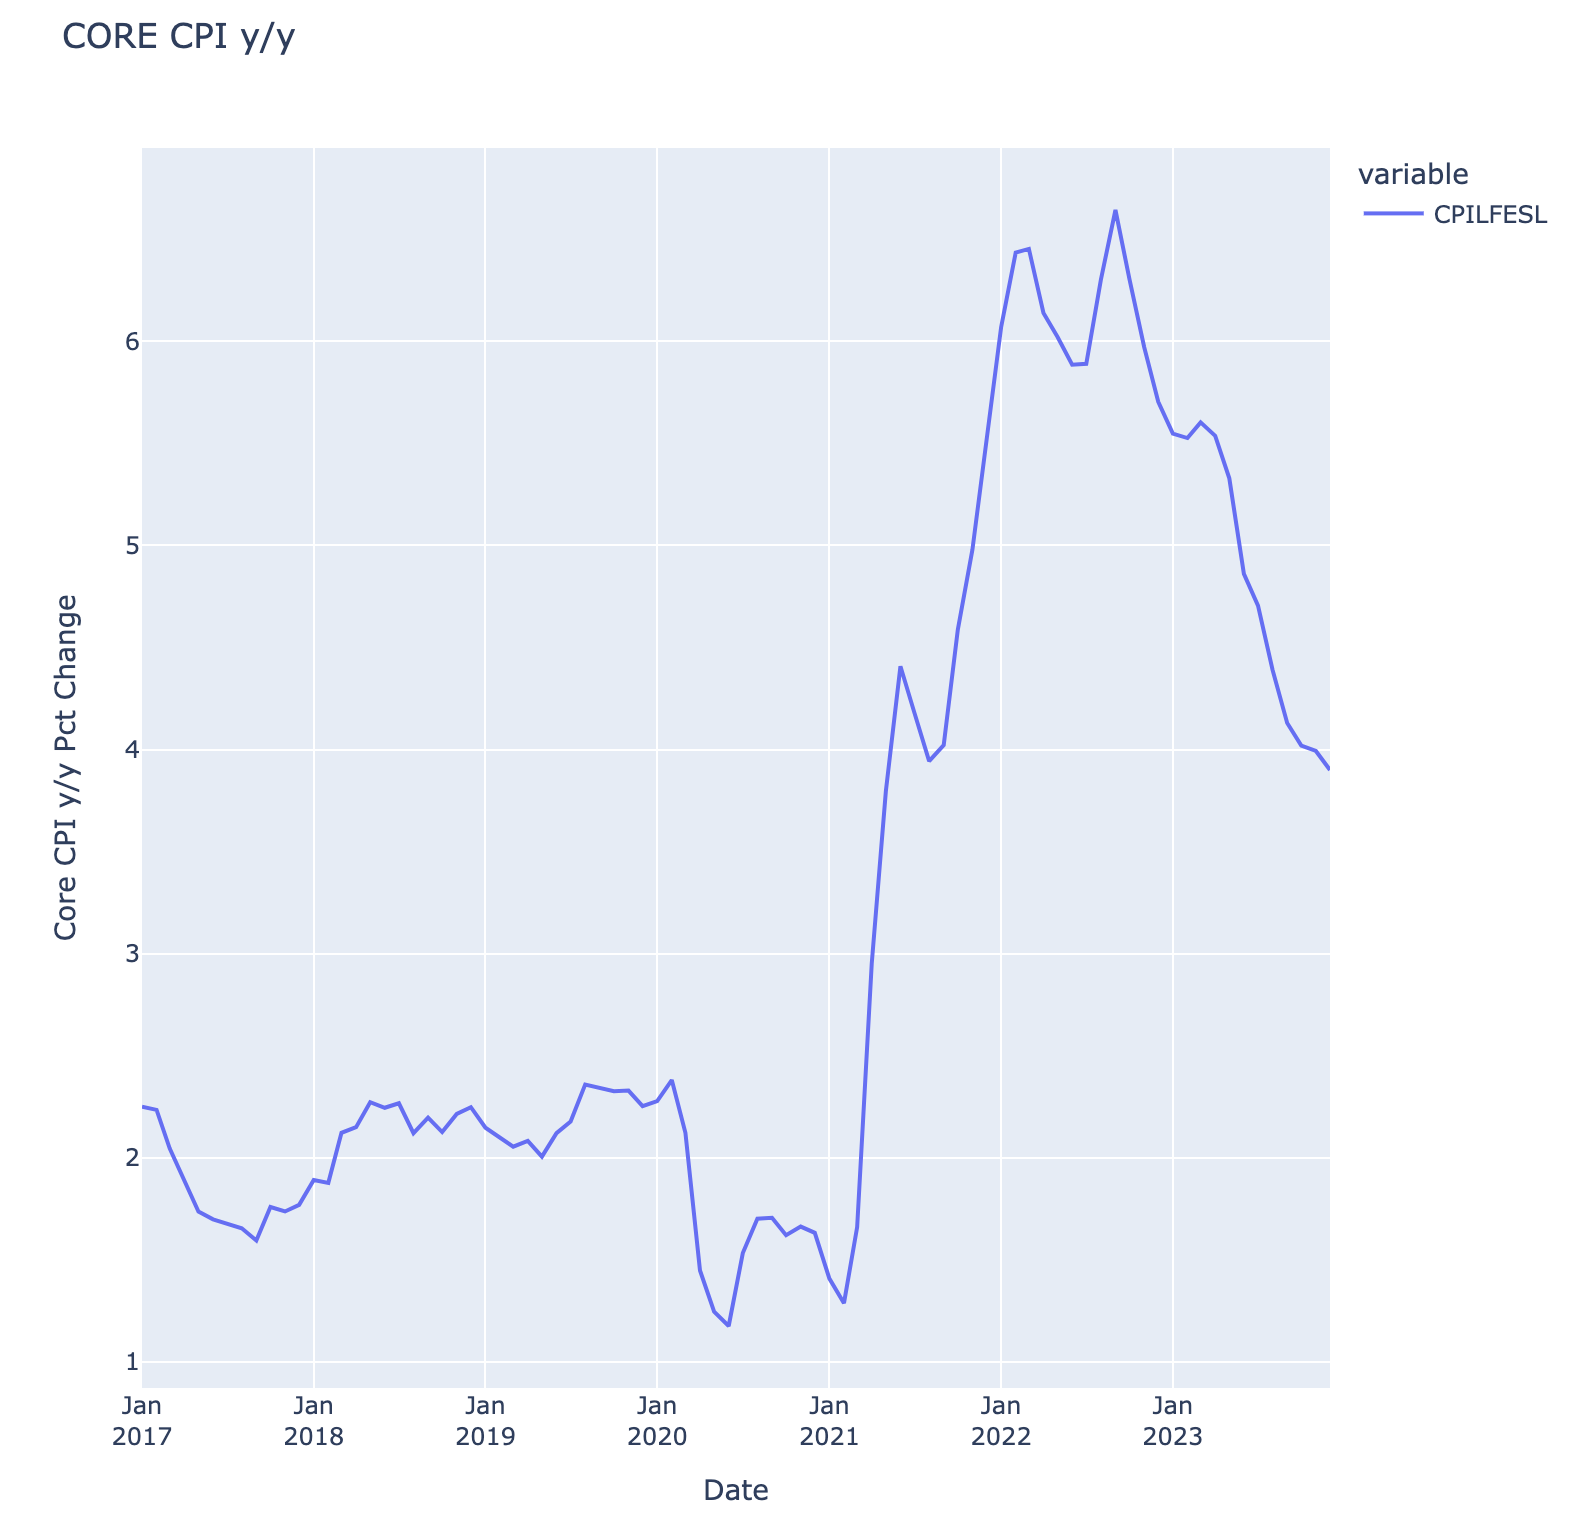 CORE CPI y/y
variable
CPILFESL
Core CPI y/y Pct Change
6
5
4
3
2
1
Jan Jan Jan Jan Jan Jan Jan
2017 2018 2019 2020 2021 2022 2023
Date